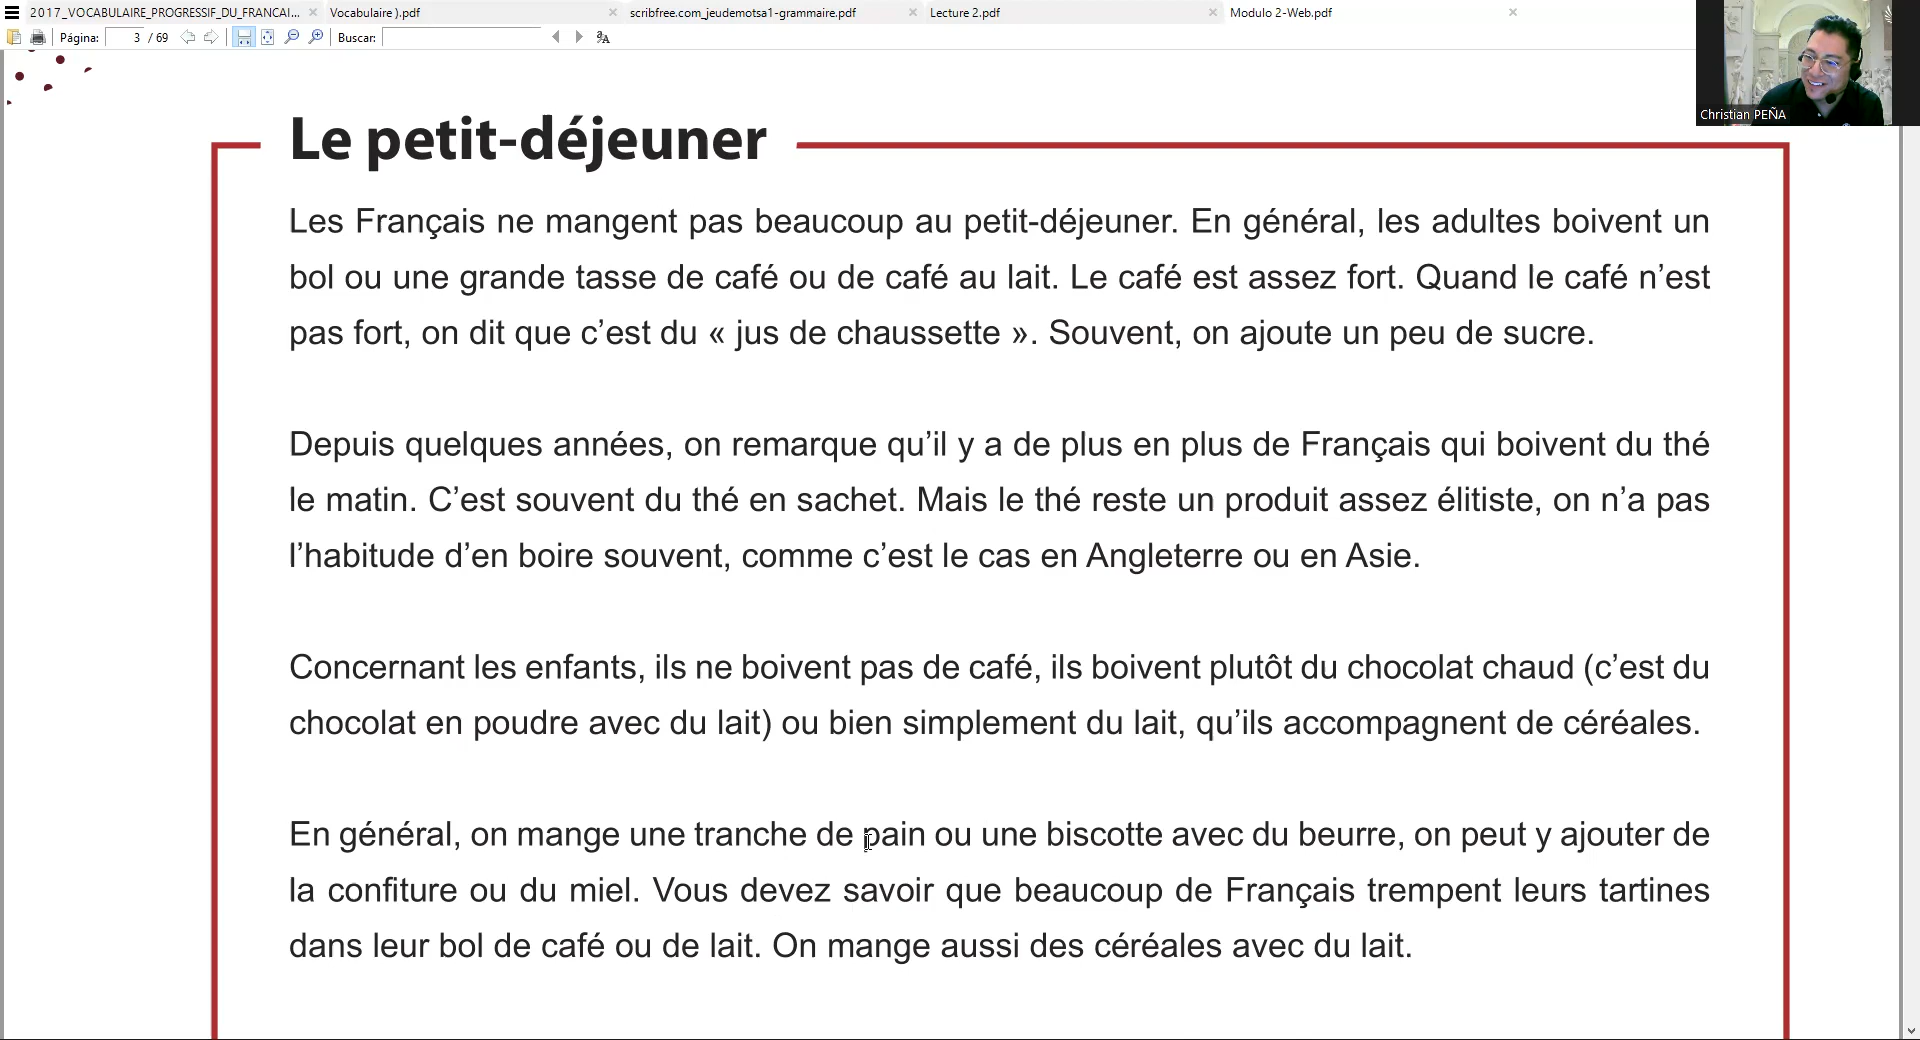 2017_VOCABULAIRE_PROGRESSIF_DU_FRANCAI...
Vocabulaire ).pdf
scribfree.com_jeudemotsa1-grammaire.pdf
Lecture 2.pdf
Modulo 2-Web.pdf
Página: 3 / 69
Buscar:
Christian PEÑA
Le petit-déjeuner
Les Français ne mangent pas beaucoup au petit-déjeuner. En général, les adultes boivent un
bol ou une grande tasse de café ou de café au lait. Le café est assez fort. Quand le café n’est
pas fort, on dit que c’est du « jus de chaussette ». Souvent, on ajoute un peu de sucre.
Depuis quelques années, on remarque qu’il y a de plus en plus de Français qui boivent du thé
le matin. C’est souvent du thé en sachet. Mais le thé reste un produit assez élitiste, on n’a pas
l’habitude d’en boire souvent, comme c’est le cas en Angleterre ou en Asie.
Concernant les enfants, ils ne boivent pas de café, ils boivent plutôt du chocolat chaud (c’est du
chocolat en poudre avec du lait) ou bien simplement du lait, qu’ils accompagnent de céréales.
En général, on mange une tranche de pain ou une biscotte avec du beurre, on peut y ajouter de
la confiture ou du miel. Vous devez savoir que beaucoup de Français trempent leurs tartines
dans leur bol de café ou de lait. On mange aussi des céréales avec du lait.